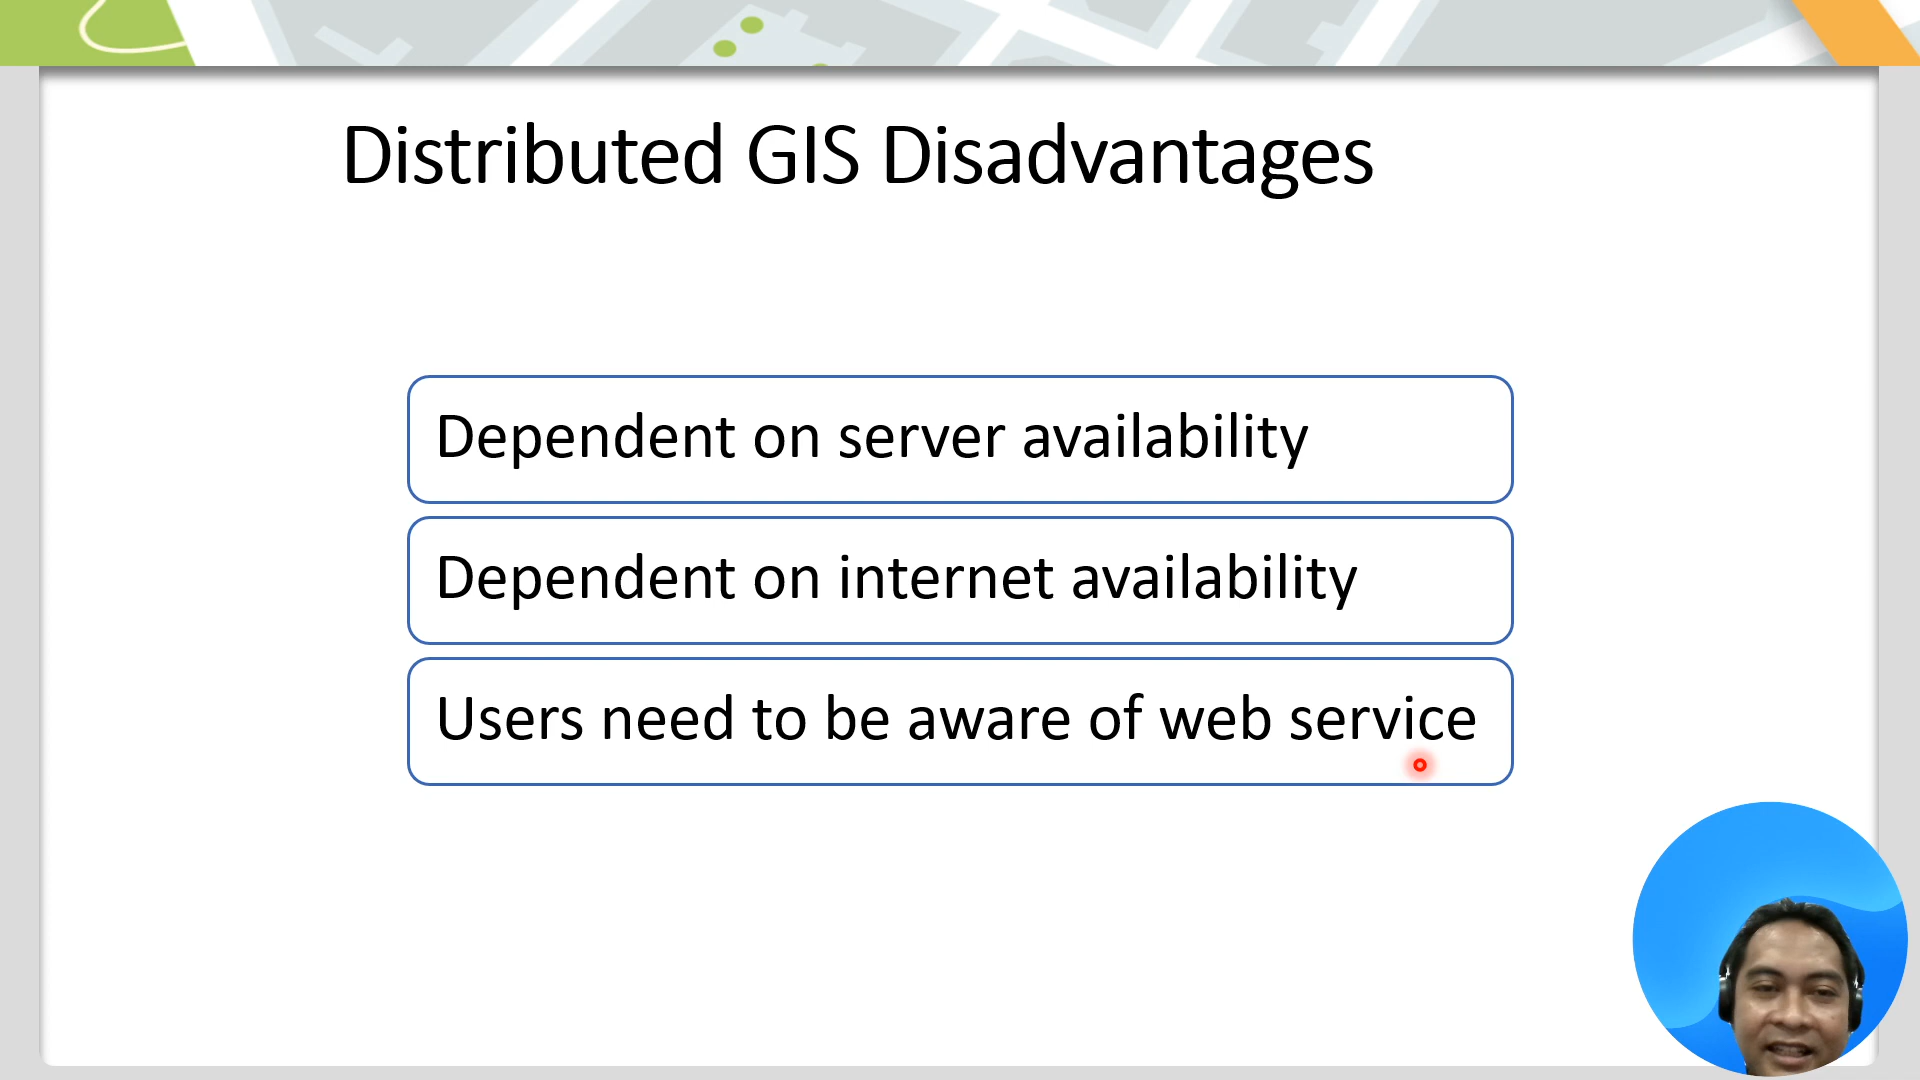 Distributed GIS Disadvantages
Dependent on server availability
Dependent on internet availability
Users need to be aware of web service